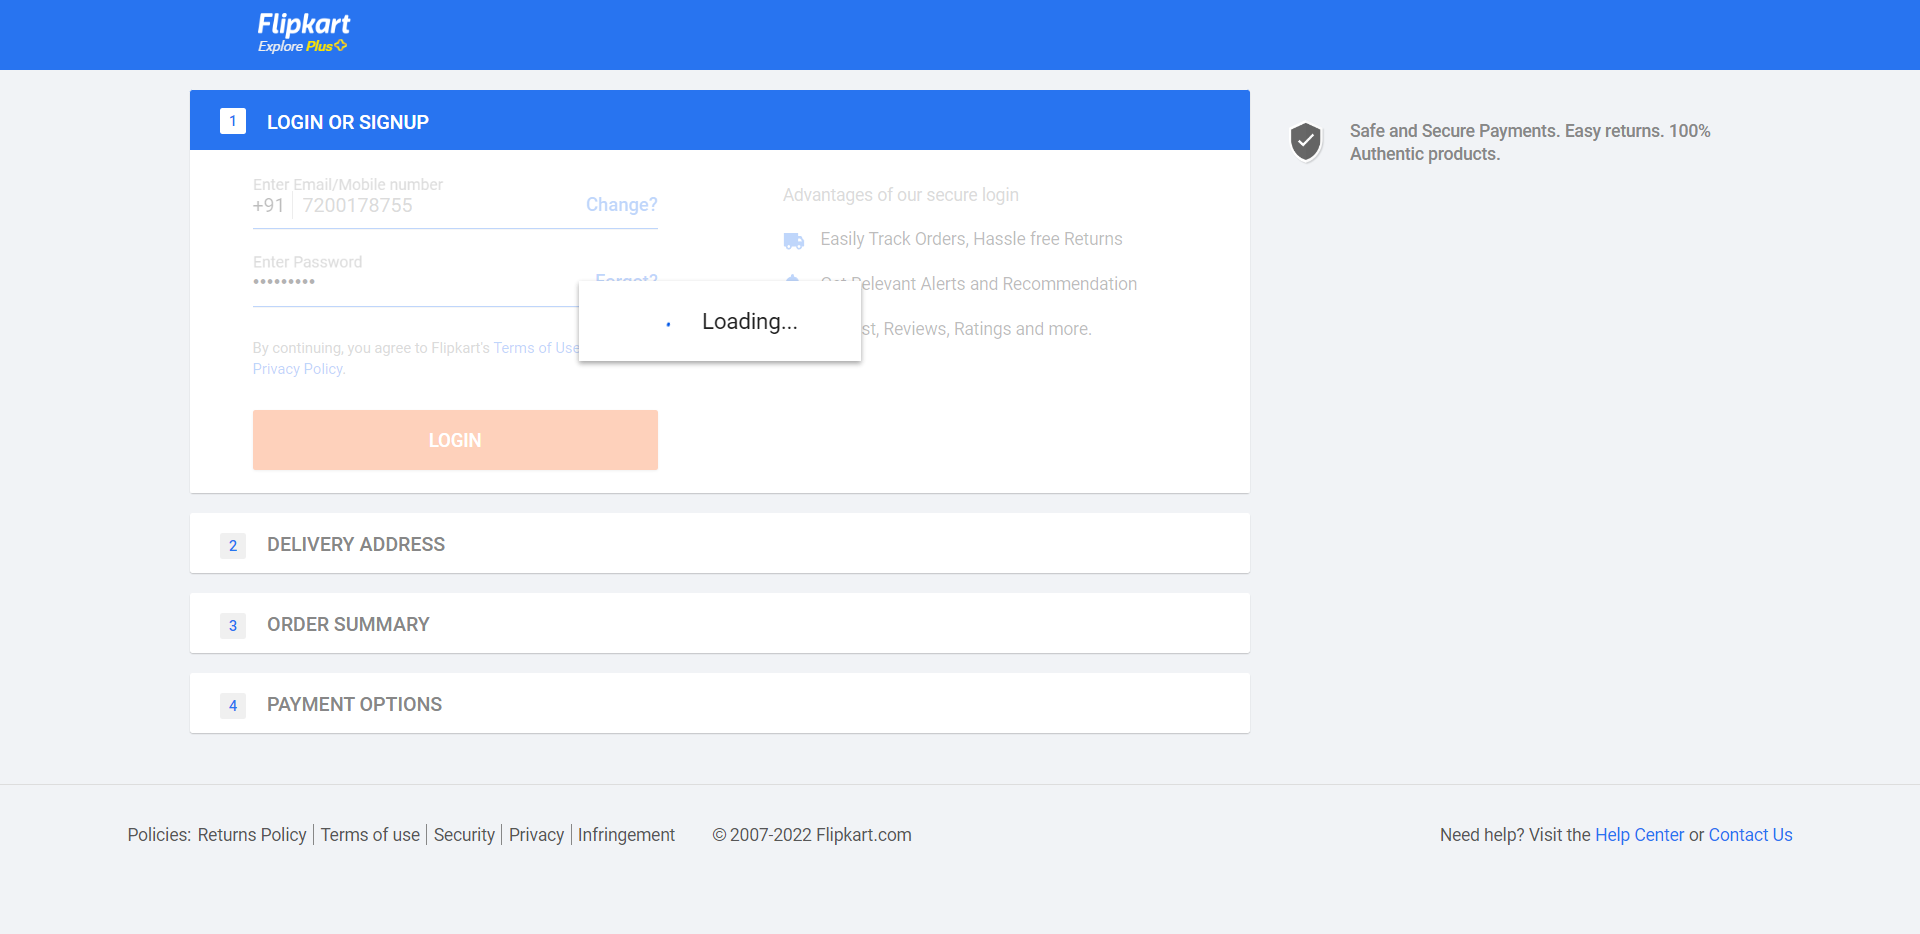 Flipkart
Explore Plus
1 LOGIN OR SIGNUP
Enter Email/Mobile number
+91 7200178755 Change?
Enter Password
••••••••• Forgot?
By continuing, you agree to Flipkart's Terms of Use
Privacy Policy.
LOGIN
Advantages of our secure login
Easily Track Orders, Hassle free Returns
Get Relevant Alerts and Recommendation
st, Reviews, Ratings and more.
Loading...
Safe and Secure Payments. Easy returns. 100%
Authentic products.
2 DELIVERY ADDRESS
3 ORDER SUMMARY
4 PAYMENT OPTIONS
Policies: Returns Policy | Terms of use | Security | Privacy | Infringement © 2007-2022 Flipkart.com
Need help? Visit the Help Center or Contact Us